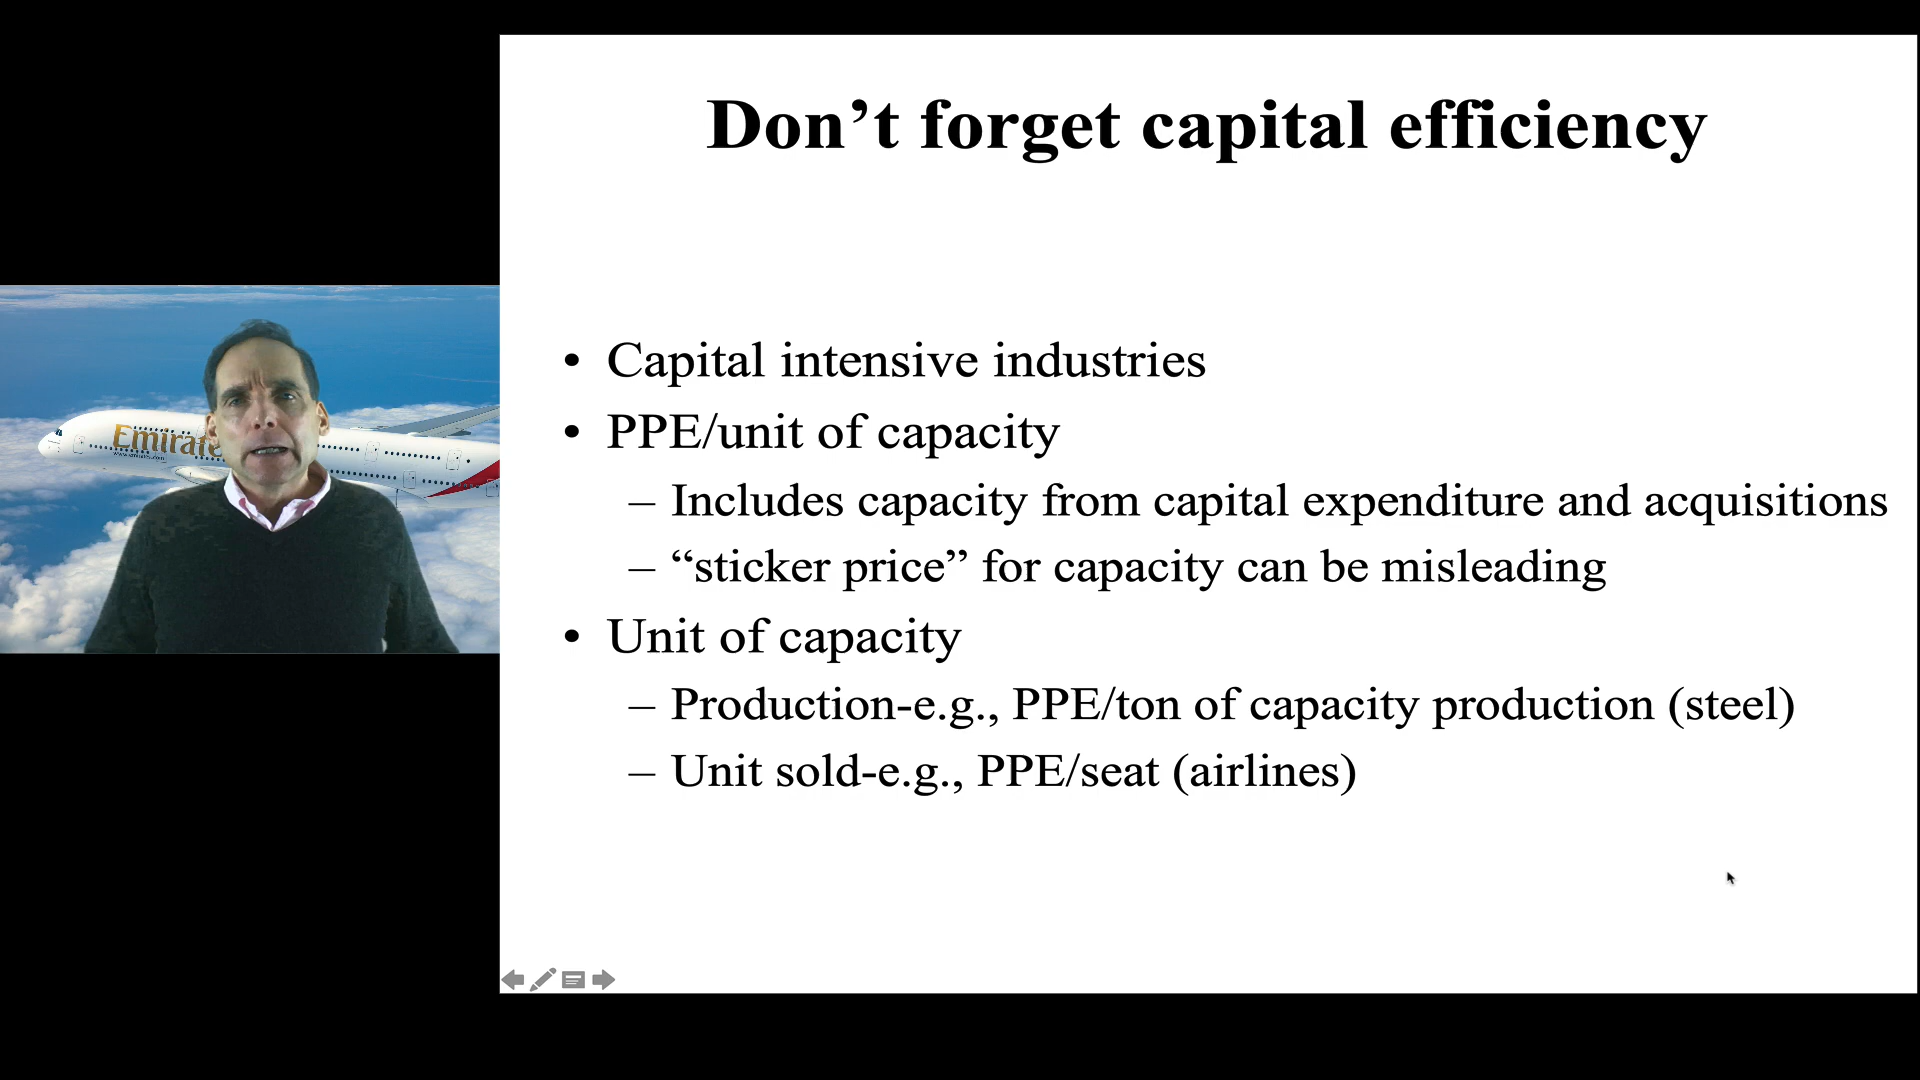 Don’t forget capital efficiency
• Capital intensive industries
• PPE/unit of capacity
– Includes capacity from capital expenditure and acquisitions
– “sticker price” for capacity can be misleading
• Unit of capacity
– Production-e.g., PPE/ton of capacity production (steel)
– Unit sold-e.g., PPE/seat (airlines)